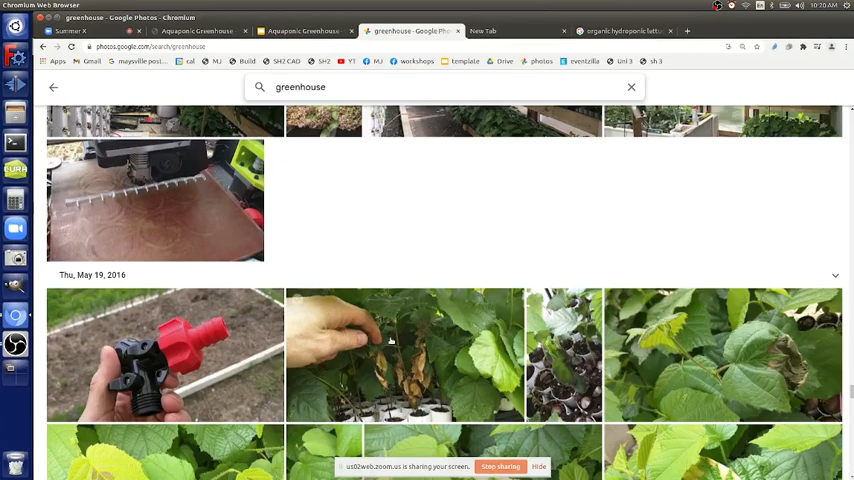 Chromium Web Browser
10:20 AM
greenhouse - Google Photos - Chromium
Summer X
Aquaponic Greenhouse -
Aquaponic Greenhouse -
greenhouse - Google Pho
New Tab
organic hydroponic lettu
photos.google.com/search/greenhouse
Apps
Gmail
maysville post...
cal
MJ
Build
SH2 CAD
SH2
YT
MJ
workshops
template
Drive
photos
eventzilla
Uni 3
sh 3
greenhouse
Thu, May 19, 2016
us02web.zoom.us is sharing your screen.
Stop sharing
Hide